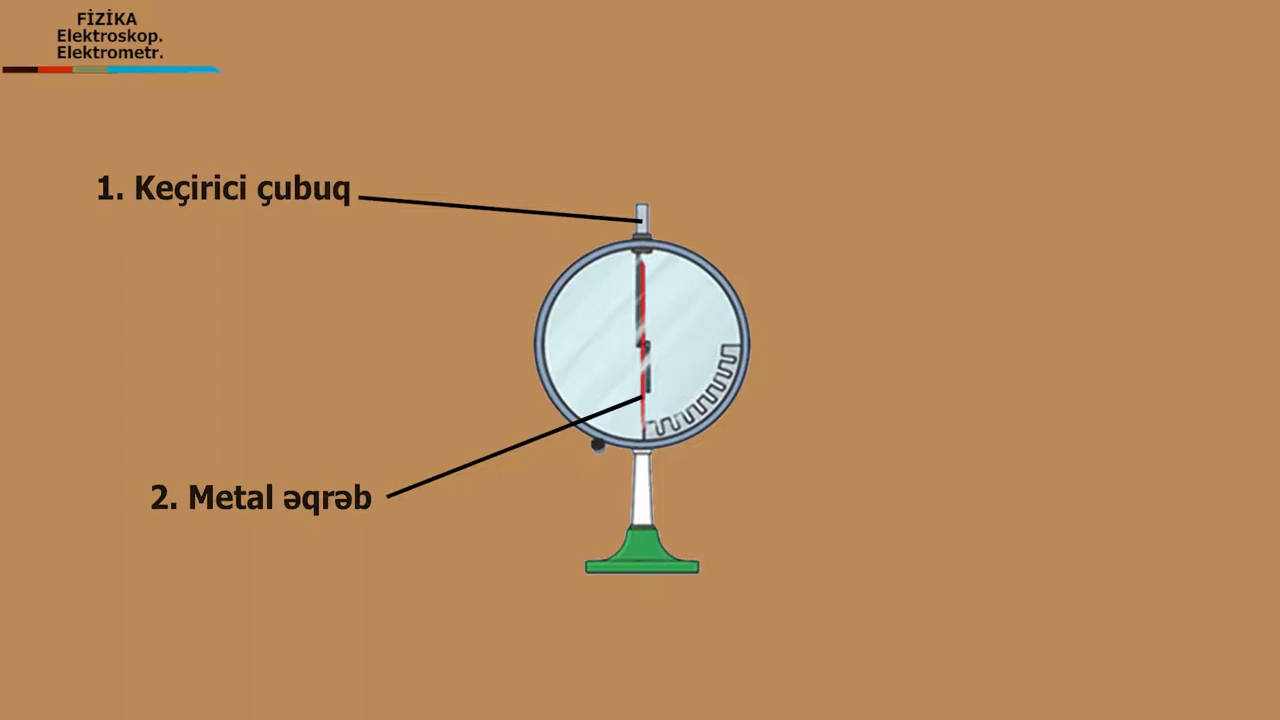 FİZİKA
Elektroskop.
Elektrometr.
1. Keçirici çubuq
2. Metal əqrəb